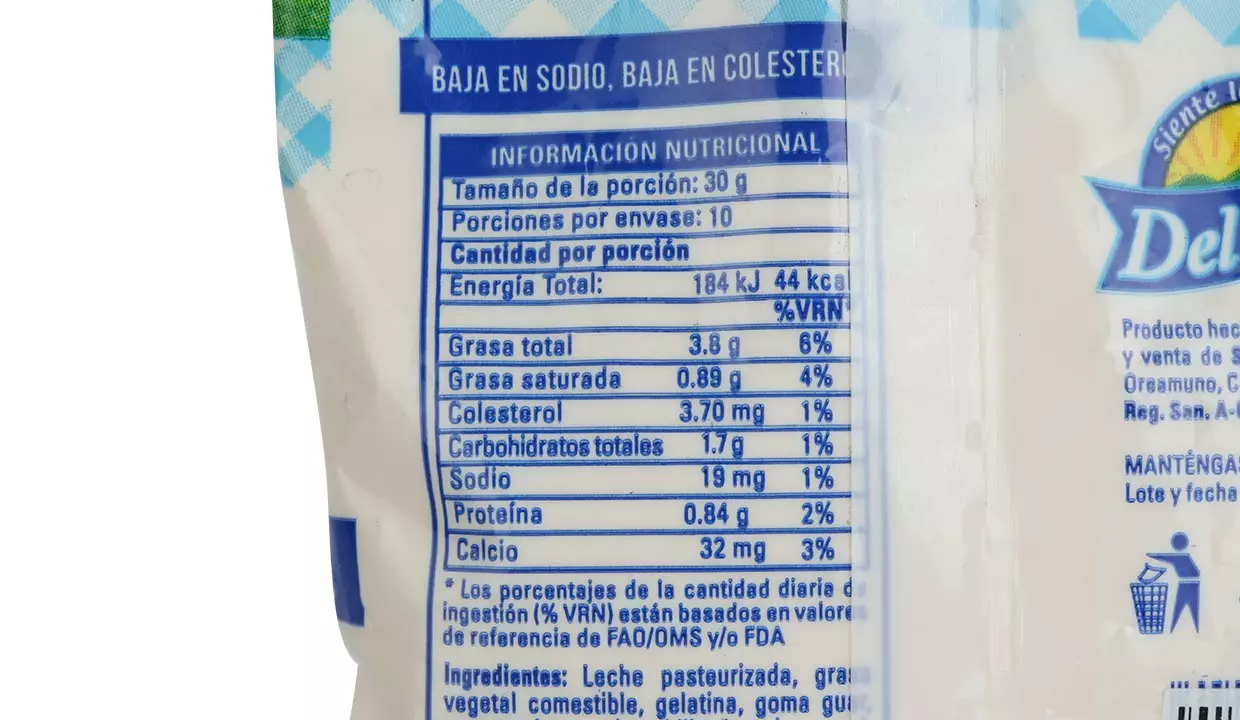 BAJA EN SODIO, BAJA EN COLESTER
INFORMACIÓN NUTRICIONAL
Tamaño de la porción: 30 g
Porciones por envase: 10
Cantidad por porción
Energía Total: 184 kJ 44 kcal
%VRN*
Grasa total 3.8 g 6%
Grasa saturada 0.89 g 4%
Colesterol 3.70 mg 1%
Carbohidratos totales 1.7 g 1%
Sodio 19 mg 1%
Proteína 0.84 g 2%
Calcio 32 mg 3%
* Los porcentajes de la cantidad diaria d
ingestión (% VRN) están basados en valore
de referencia de FAO/OMS y/o FDA
Ingredientes: Leche pasteurizada, gra
vegetal comestible, gelatina, goma gua
Siente l
Del
Producto hec
y venta de S
Oreamuno, C
Reg. San. A-
MANTÉNGAS
Lote y fecha